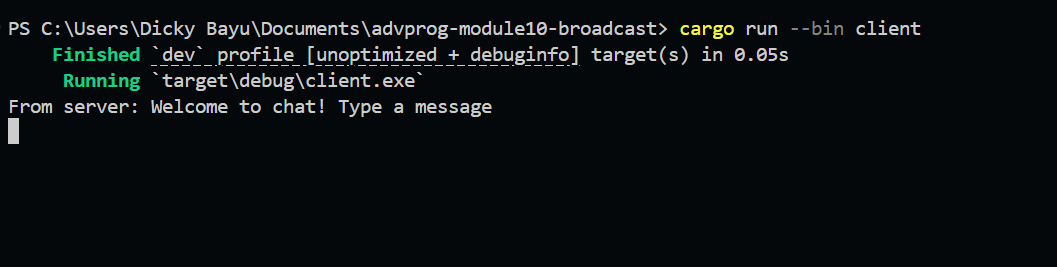 PS C:\Users\Dicky Bayu\Documents\advprog-module10-broadcast> cargo run --bin client
Finished `dev` profile [unoptimized + debuginfo] target(s) in 0.05s
Running `target\debug\client.exe`
From server: Welcome to chat! Type a message